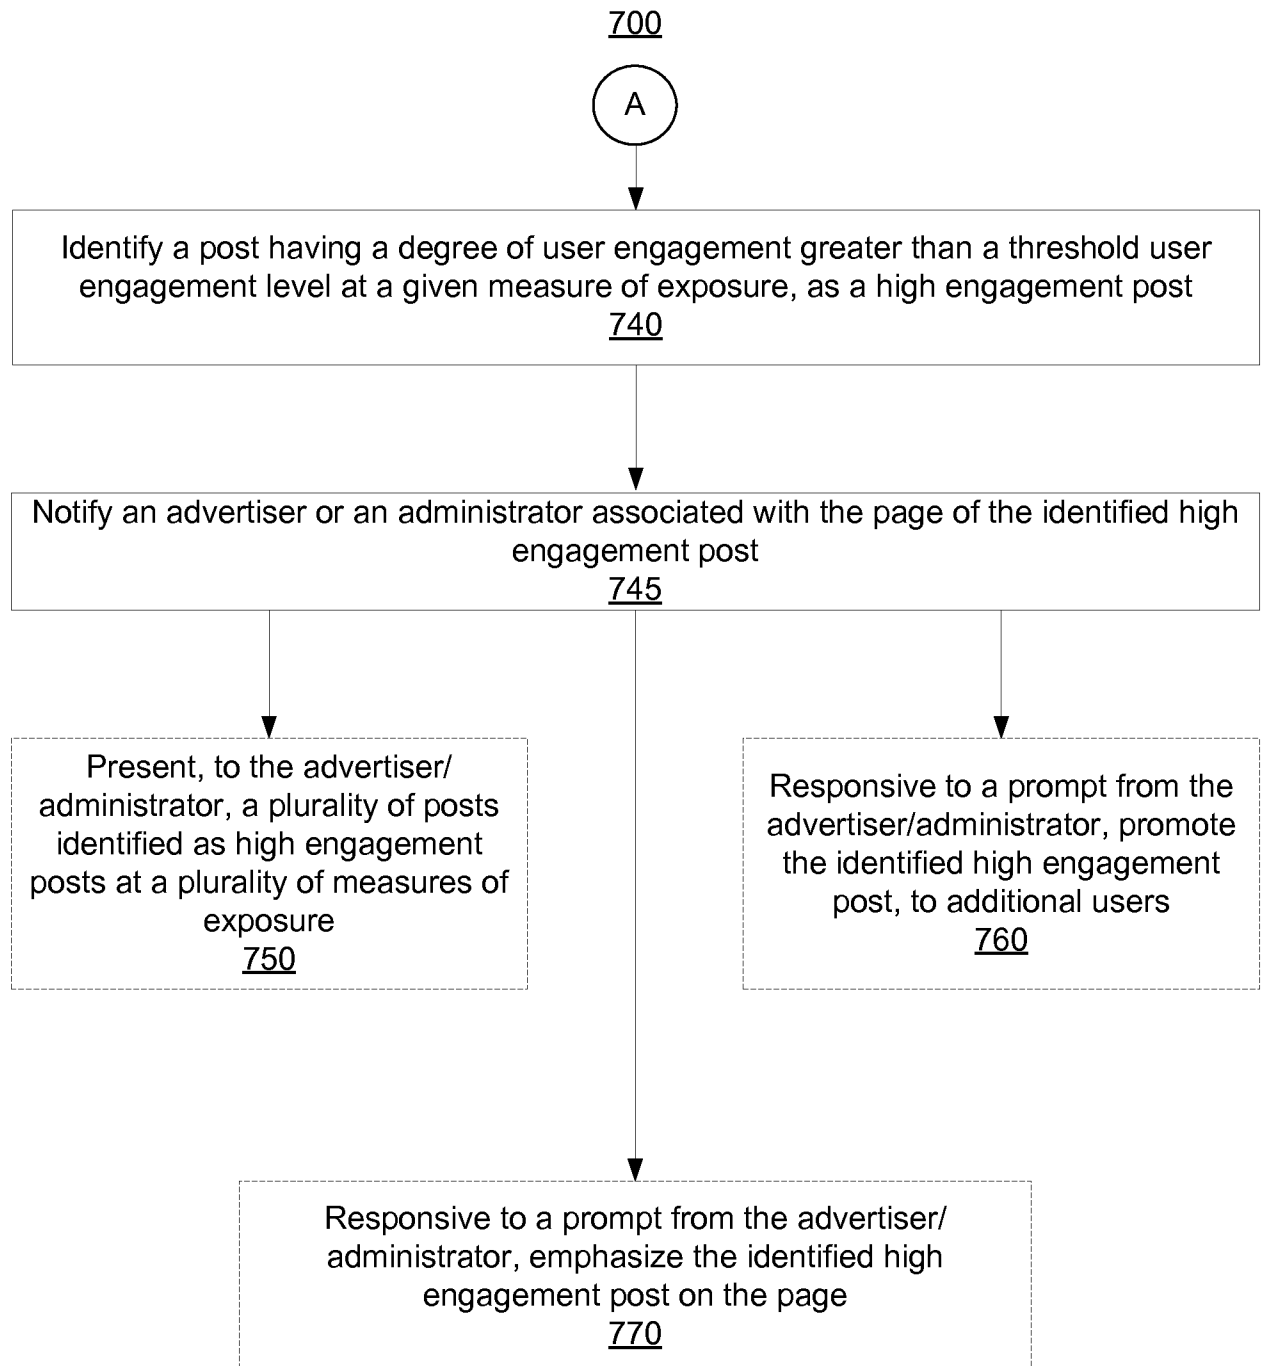 700
A
Identify a post having a degree of user engagement greater than a threshold user
engagement level at a given measure of exposure, as a high engagement post
740
Notify an advertiser or an administrator associated with the page of the identified high
engagement post
745
Present, to the advertiser/
administrator, a plurality of posts
identified as high engagement
posts at a plurality of measures of
exposure
750
Responsive to a prompt from the
advertiser/administrator, promote
the identified high engagement
post, to additional users
760
Responsive to a prompt from the advertiser/
administrator, emphasize the identified high
engagement post on the page
770